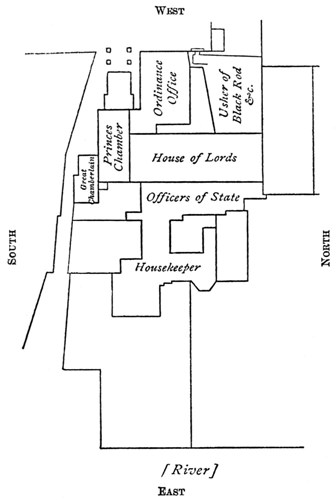 WEST
Ordinance
Office
Usher of
Black Rod
&c.
Princes
Chamber
House of Lords
Great
Chamberlain
Officers of State
SOUTH
NORTH
Housekeeper
[River]
EAST